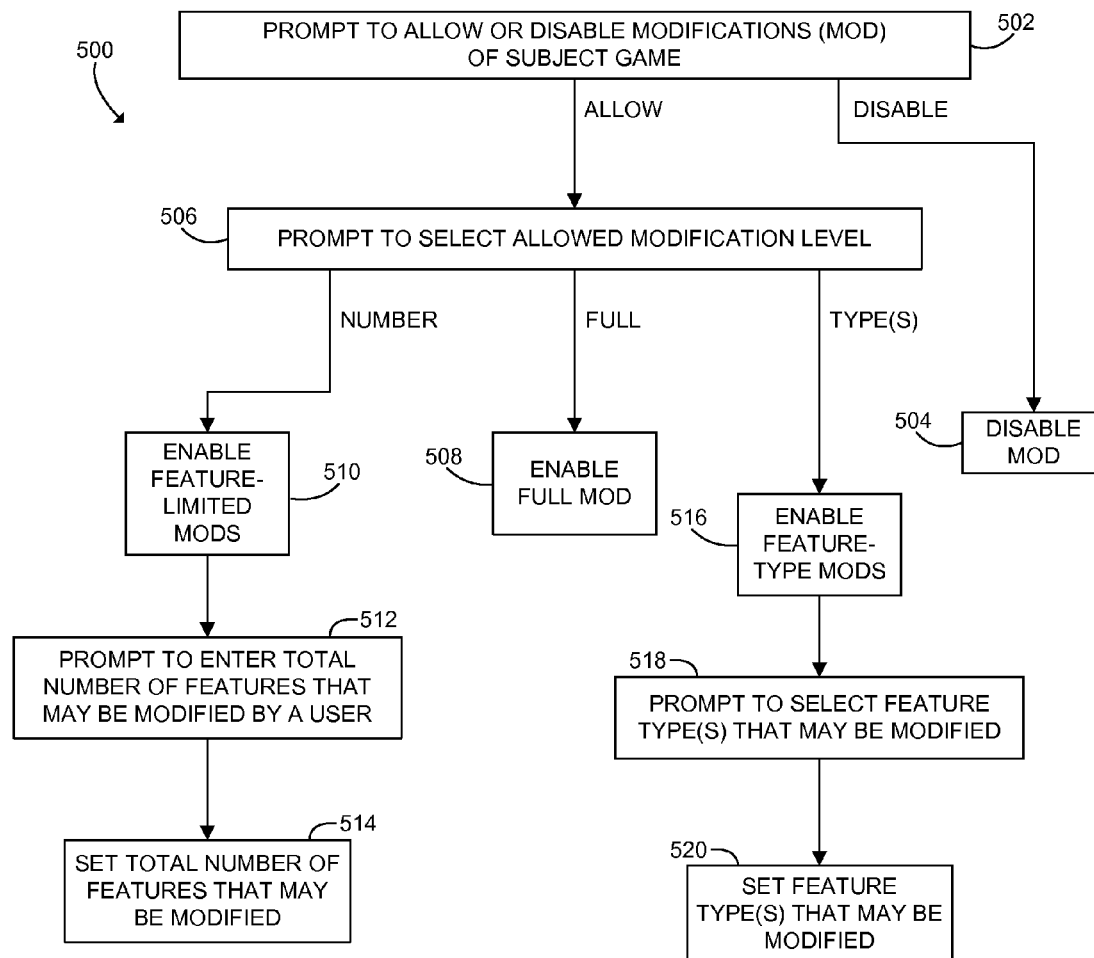 PROMPT TO ALLOW OR DISABLE MODIFICATIONS (MOD)
OF SUBJECT GAME
502
500
ALLOW
DISABLE
506
PROMPT TO SELECT ALLOWED MODIFICATION LEVEL
NUMBER
FULL
TYPE(S)
504
DISABLE
MOD
ENABLE
FEATURE-
LIMITED
MODS
510
508
ENABLE
FULL MOD
516
ENABLE
FEATURE-
TYPE MODS
512
PROMPT TO ENTER TOTAL
NUMBER OF FEATURES THAT
MAY BE MODIFIED BY A USER
518
PROMPT TO SELECT FEATURE
TYPE(S) THAT MAY BE MODIFIED
514
SET TOTAL NUMBER OF
FEATURES THAT MAY
BE MODIFIED
520
SET FEATURE
TYPE(S) THAT MAY BE
MODIFIED